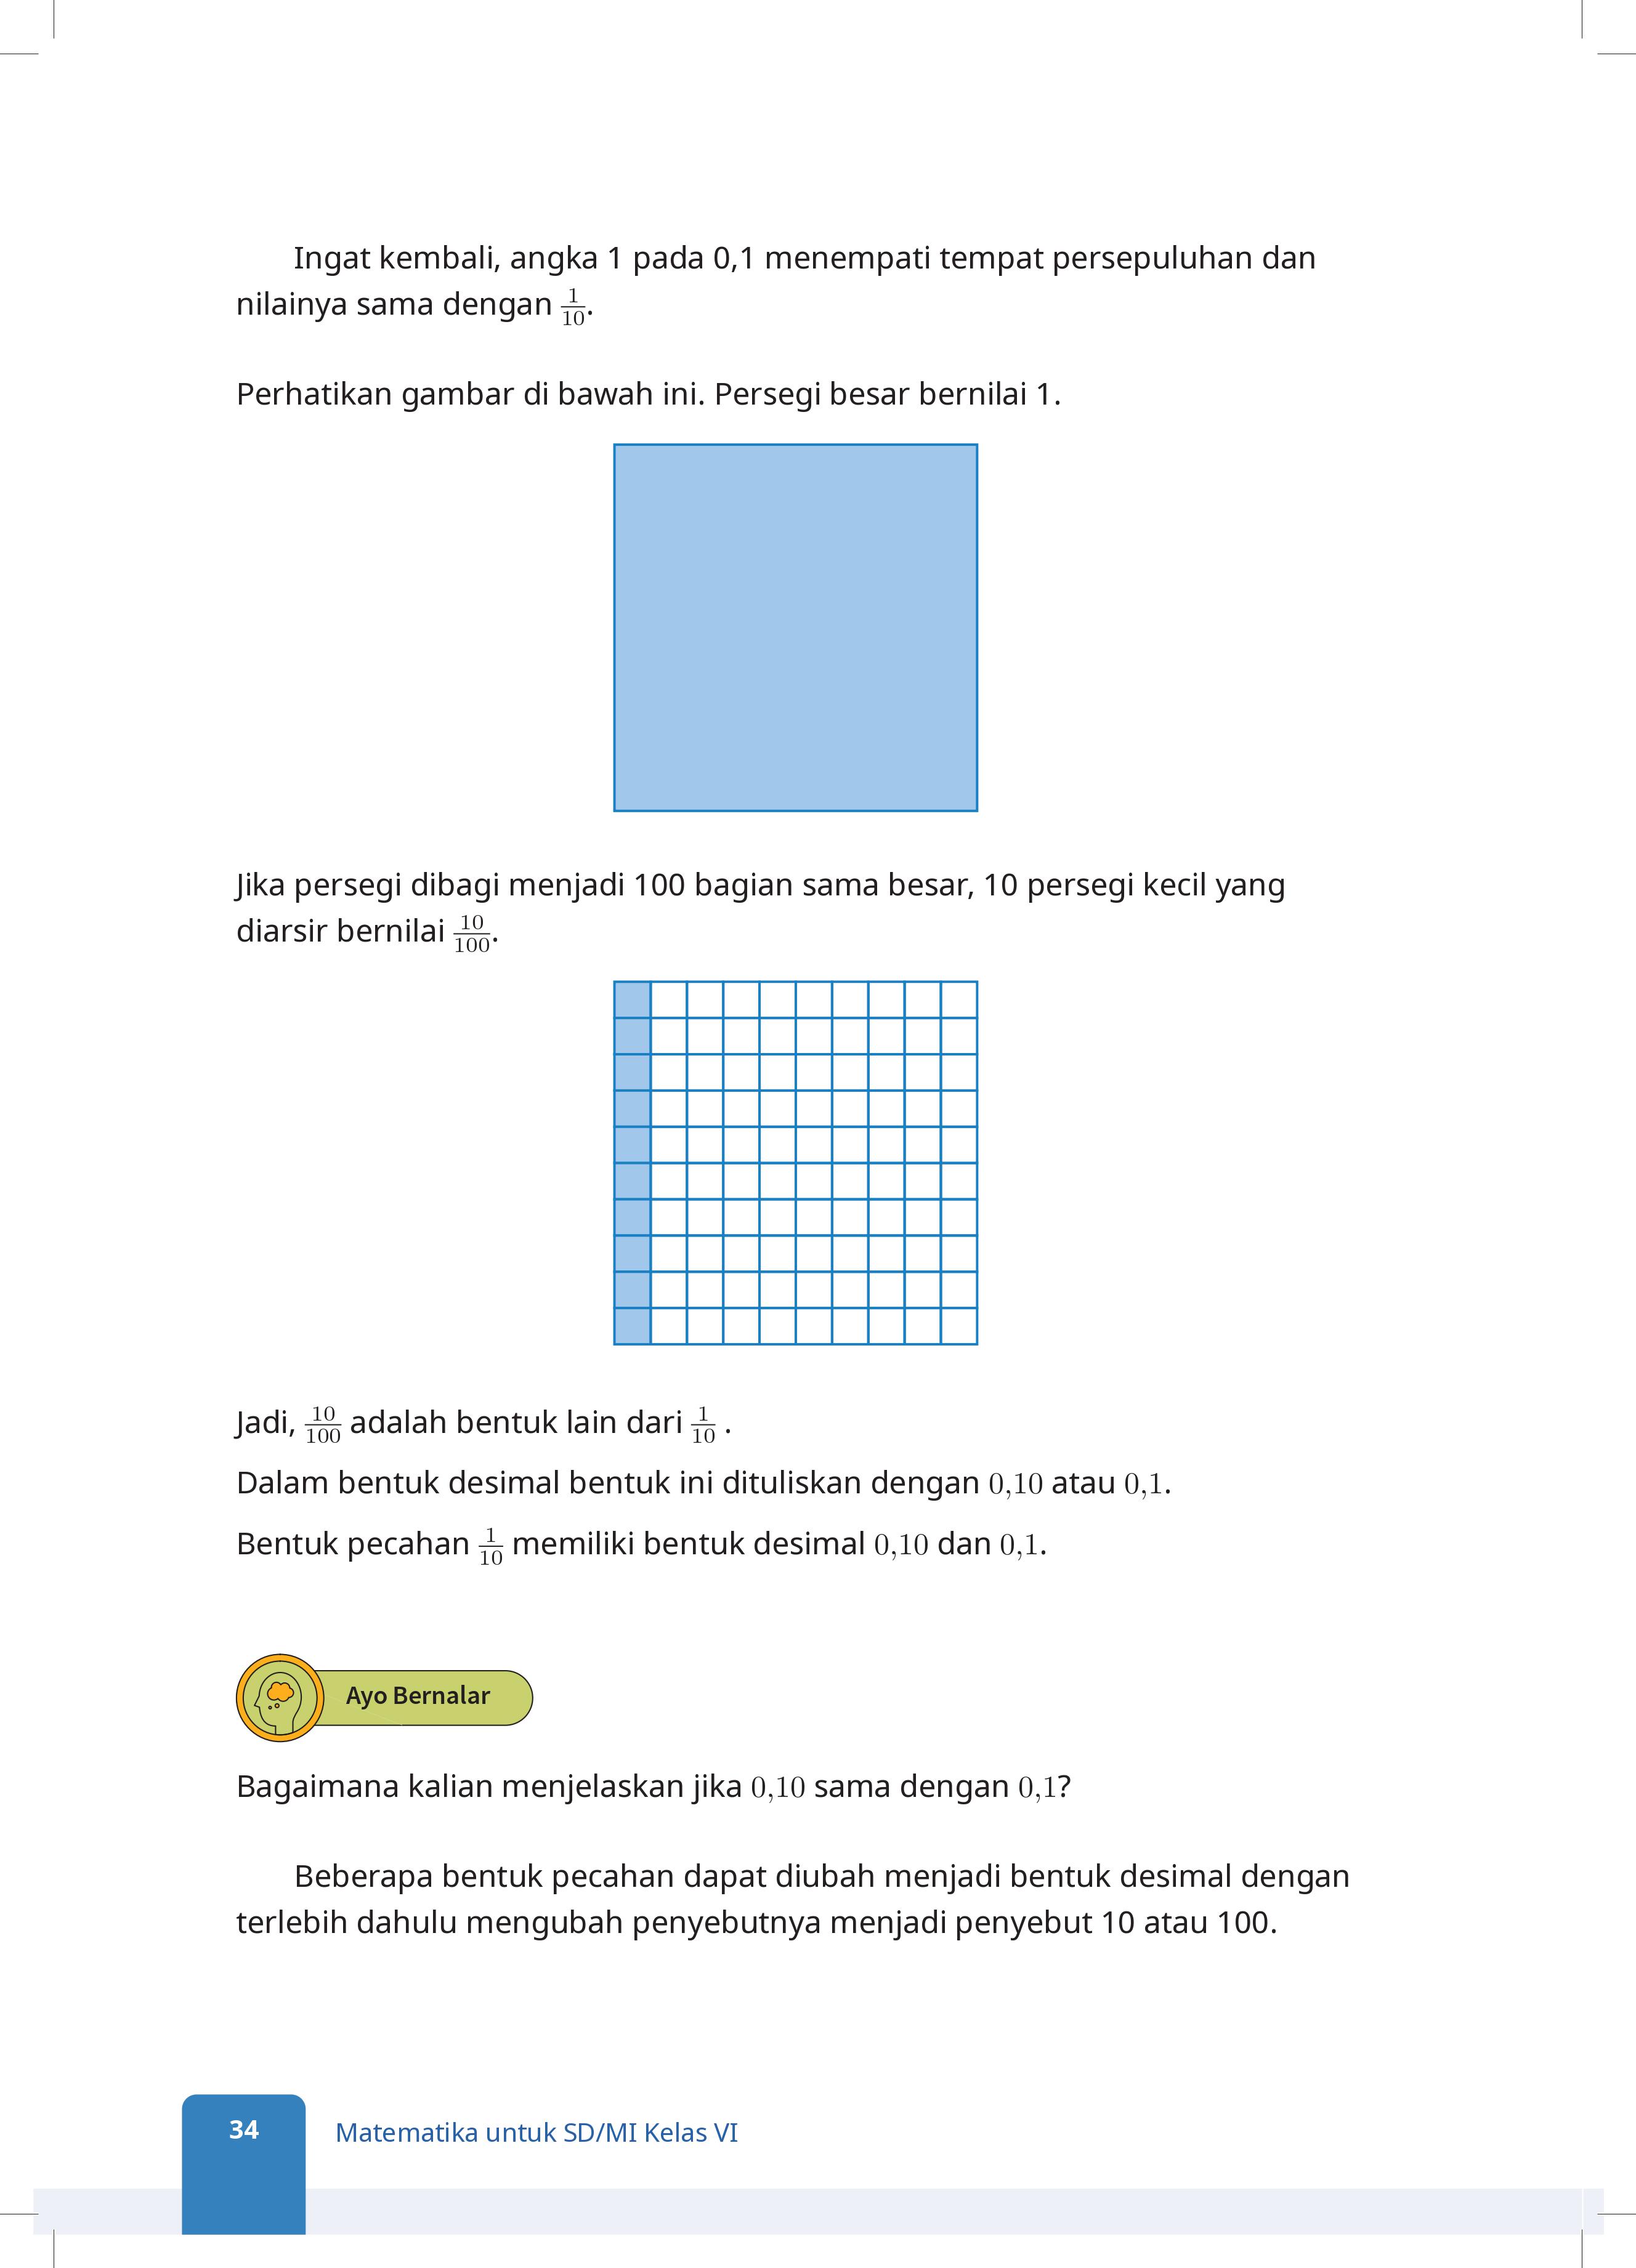 Ingat kembali, angka 1 pada 0,1 menempati tempat persepuluhan dan
nilainya sama dengan 1/10.
Perhatikan gambar di bawah ini. Persegi besar bernilai 1.
Jika persegi dibagi menjadi 100 bagian sama besar, 10 persegi kecil yang
diarsir bernilai 10/100.
Jadi, 10/100 adalah bentuk lain dari 1/10 .
Dalam bentuk desimal bentuk ini dituliskan dengan 0,10 atau 0,1.
Bentuk pecahan 1/10 memiliki bentuk desimal 0,10 dan 0,1.
Ayo Bernalar
Bagaimana kalian menjelaskan jika 0,10 sama dengan 0,1?
Beberapa bentuk pecahan dapat diubah menjadi bentuk desimal dengan
terlebih dahulu mengubah penyebutnya menjadi penyebut 10 atau 100.
34
Matematika untuk SD/MI Kelas VI